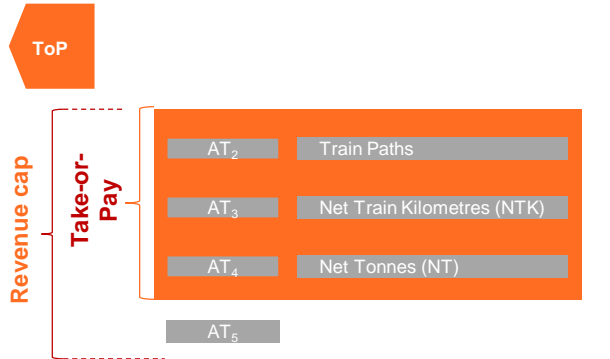 ToP
Revenue cap
Take-or-
Pay
AT₂ Train Paths
AT₃ Net Train Kilometres (NTK)
AT₄ Net Tonnes (NT)
AT₅